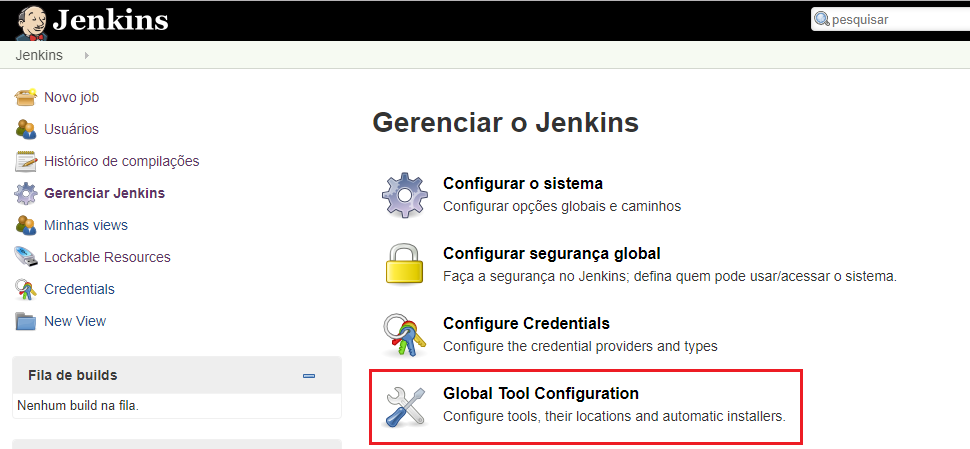 Jenkins
pesquisar
Jenkins
Novo job
Usuários
Histórico de compilações
Gerenciar Jenkins
Minhas views
Lockable Resources
Credentials
New View
Fila de builds
Nenhum build na fila.
Gerenciar o Jenkins
Configurar o sistema
Configurar opções globais e caminhos
Configurar segurança global
Faça a segurança no Jenkins; defina quem pode usar/acessar o sistema.
Configure Credentials
Configure the credential providers and types
Global Tool Configuration
Configure tools, their locations and automatic installers.